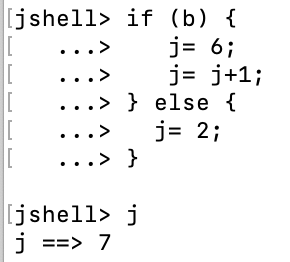 [jshell> if (b) {
[   ...>     j= 6;
[   ...>     j= j+1;
[   ...> } else {
[   ...>    j= 2;
[   ...> }
[jshell> j
j ==> 7